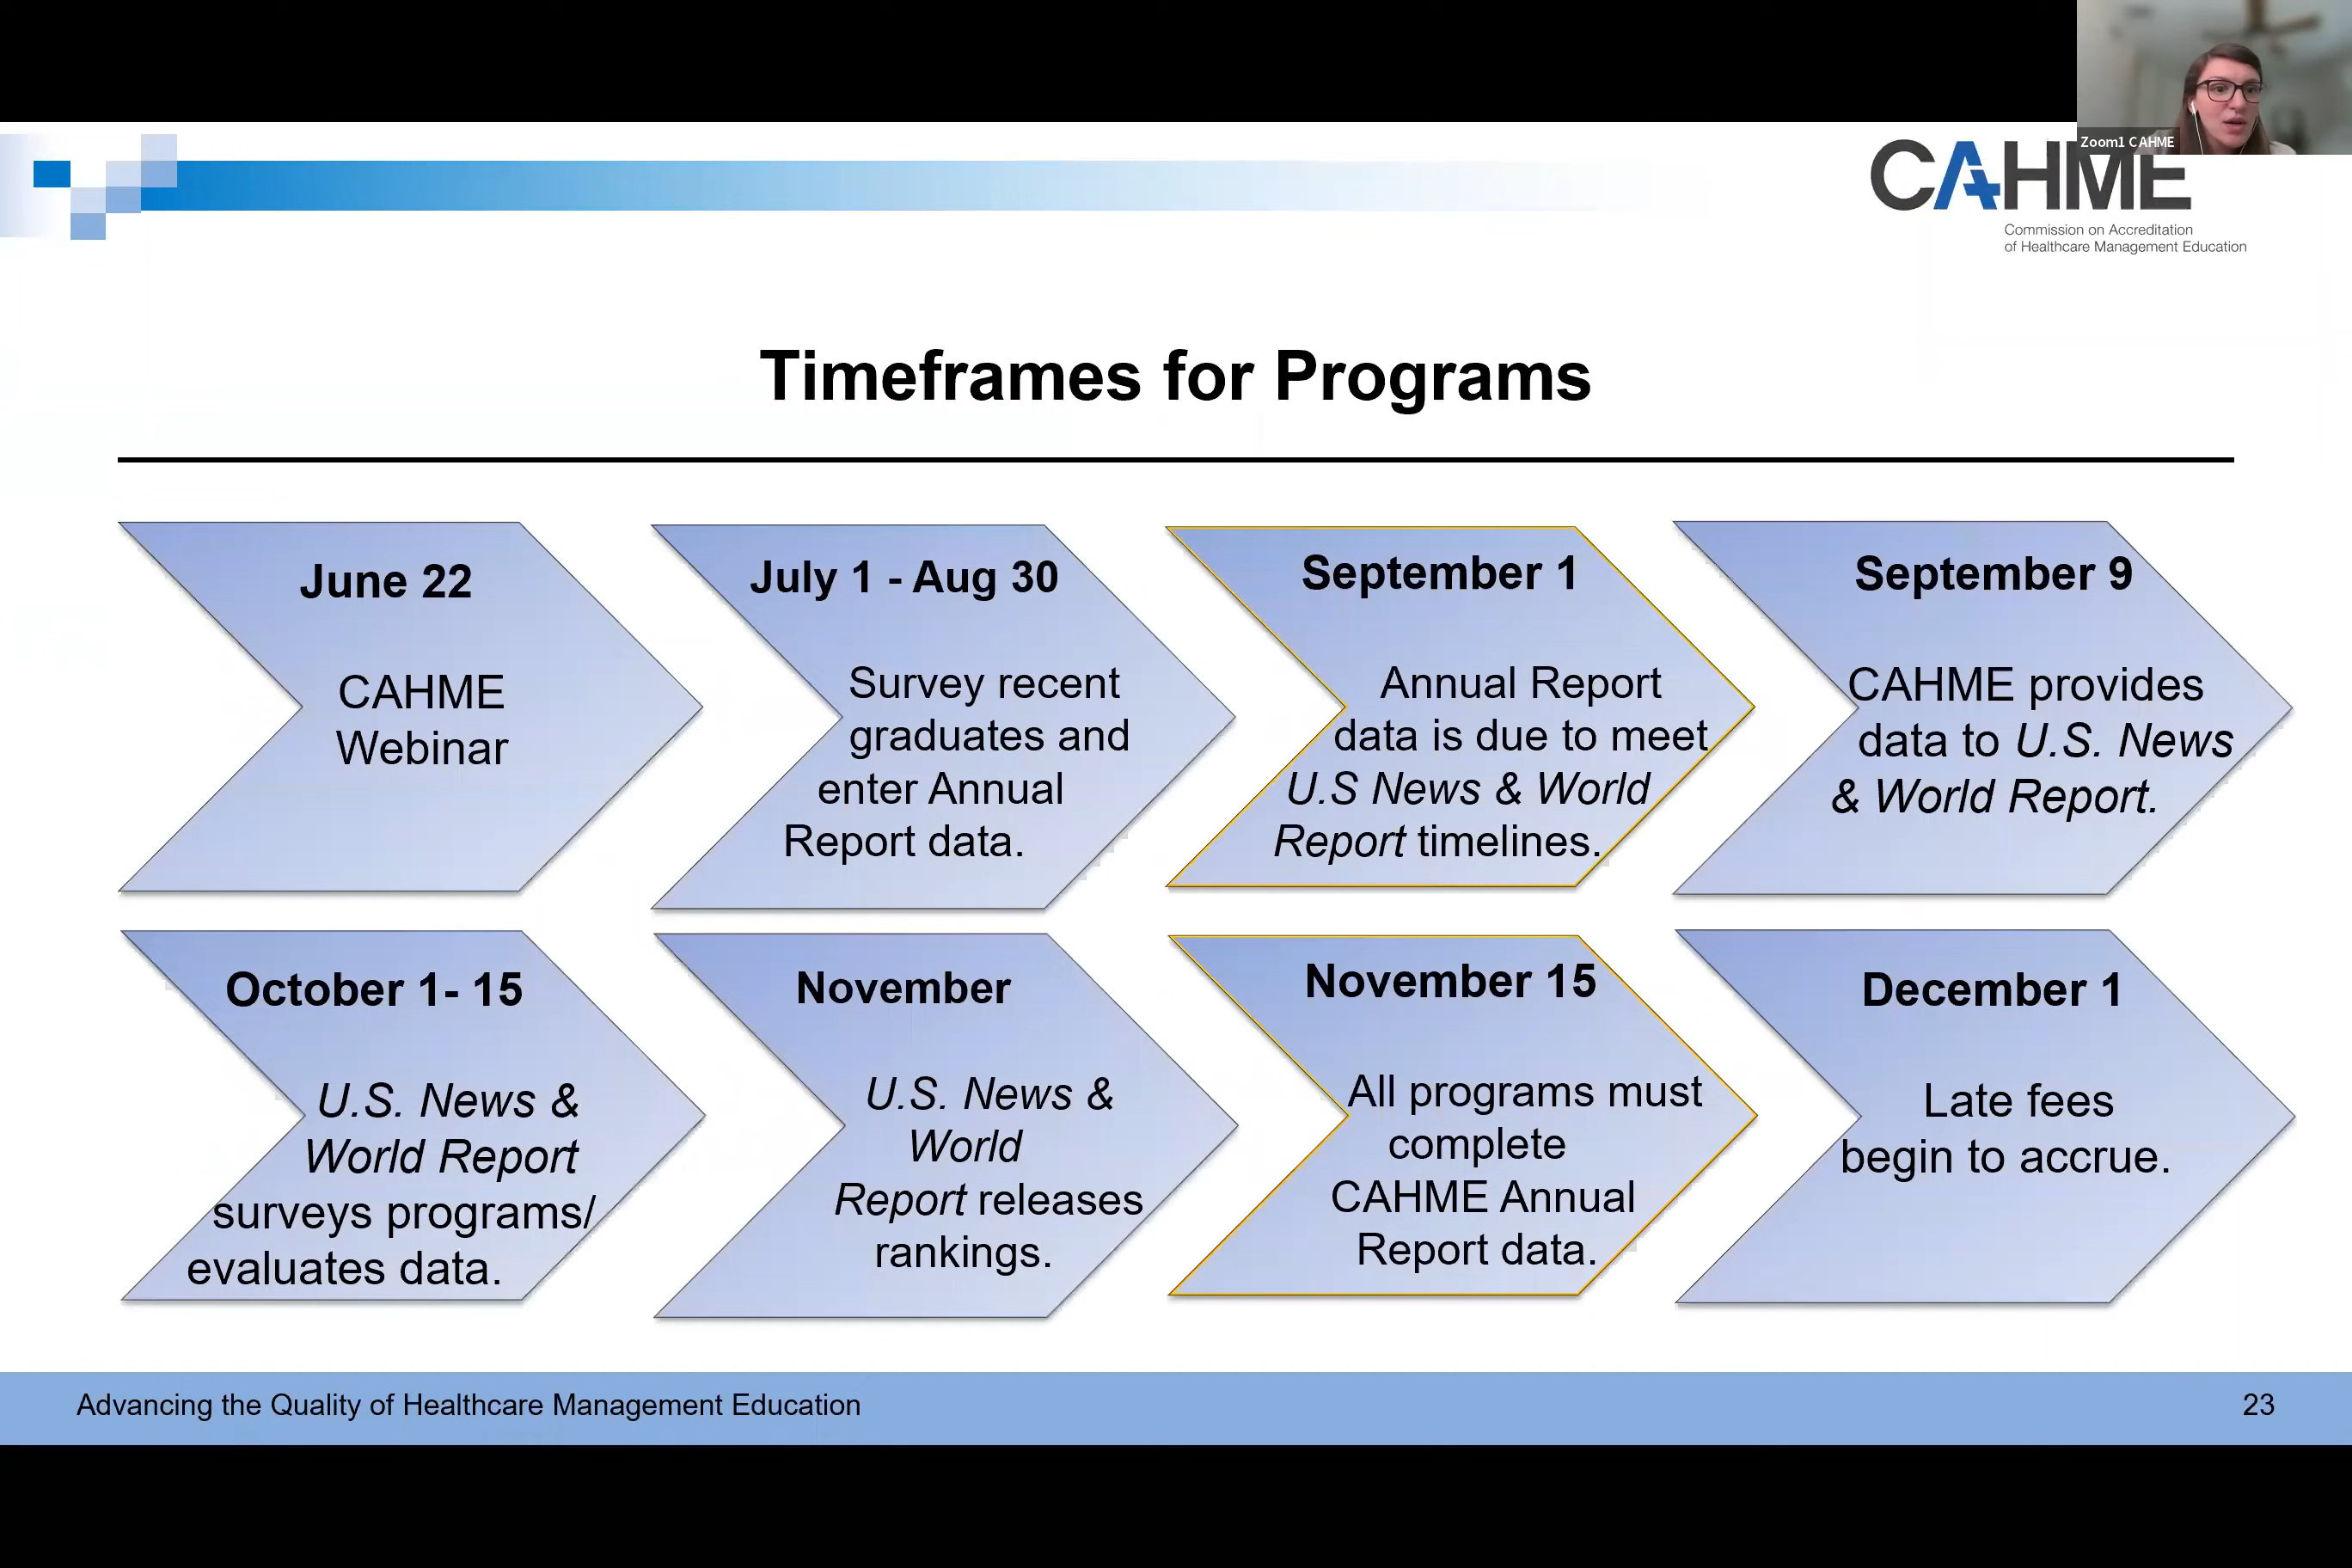 Zoom1 CAHME
CAHME
Commission on Accreditation
of Healthcare Management Education
Timeframes for Programs
June 22
CAHME
Webinar
July 1 - Aug 30
Survey recent
graduates and
enter Annual
Report data.
September 1
Annual Report
data is due to meet
U.S News & World
Report timelines.
September 9
CAHME provides
data to U.S. News
& World Report.
October 1- 15
U.S. News &
World Report
surveys programs/
evaluates data.
November
U.S. News &
World
Report releases
rankings.
November 15
All programs must
complete
CAHME Annual
Report data.
December 1
Late fees
begin to accrue.
Advancing the Quality of Healthcare Management Education
23